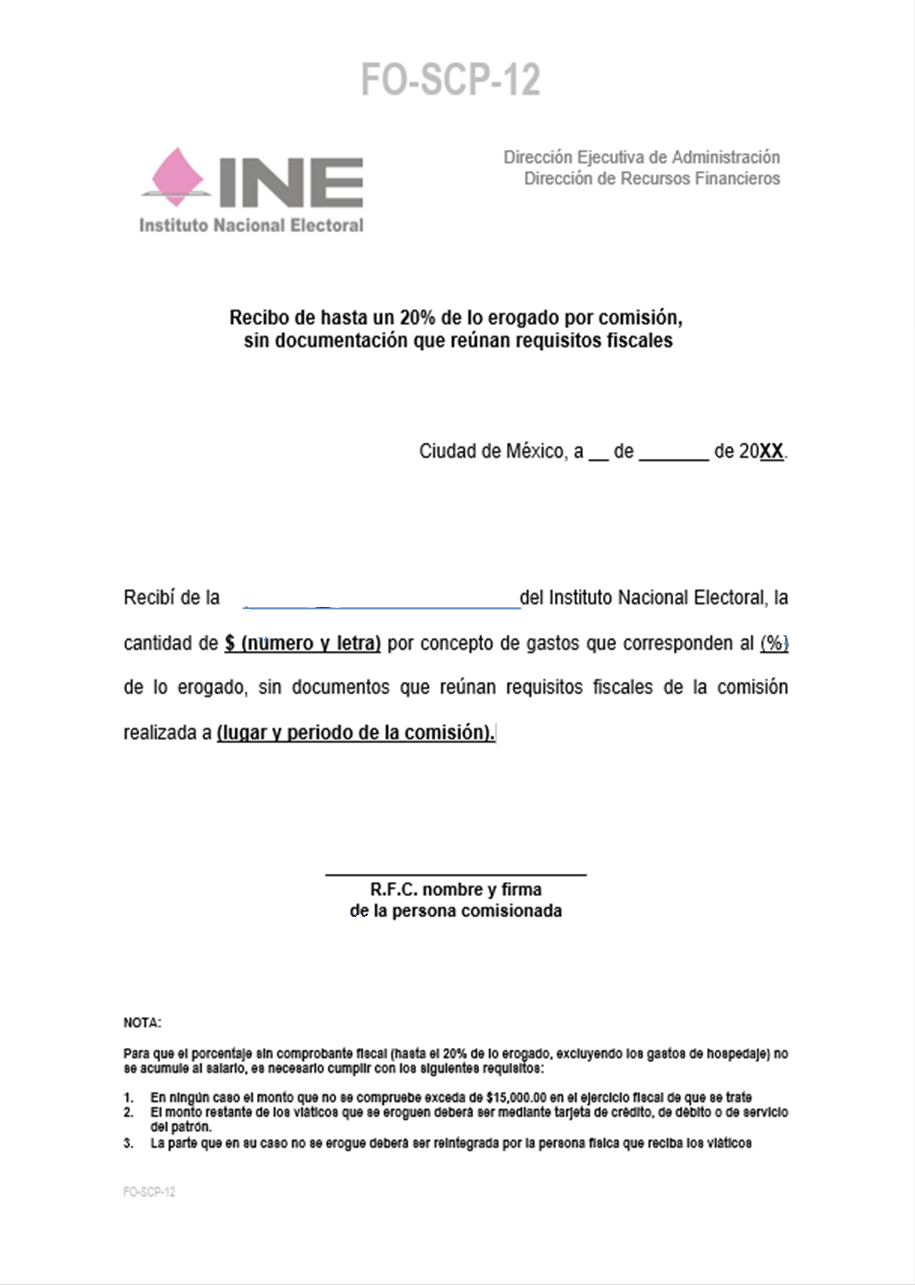 FO-SCP-12
INE
Instituto Nacional Electoral
Dirección Ejecutiva de Administración
Dirección de Recursos Financieros
Recibo de hasta un 20% de lo erogado por comisión,
sin documentación que reúnan requisitos fiscales
Ciudad de México, a __ de _______ de 20XX.
Recibí de la ____________________________del Instituto Nacional Electoral, la
cantidad de $ (número y letra) por concepto de gastos que corresponden al (%)
de lo erogado, sin documentos que reúnan requisitos fiscales de la comisión
realizada a (lugar y periodo de la comisión).
R.F.C. nombre y firma
de la persona comisionada
NOTA:
Para que el porcentaje sin comprobante fiscal (hasta el 20% de lo erogado, excluyendo los gastos de hospedaje) no
se acumule al salario, es necesario cumplir con los siguientes requisitos:
1. En ningún caso el monto que no se compruebe exceda de $15,000.00 en el ejercicio fiscal de que se trate
2. El monto restante de los viáticos que se eroguen deberá ser mediante tarjeta de crédito, de débito o de servicio
del patrón.
3. La parte que en su caso no se erogue deberá ser reintegrada por la persona física que reciba los viáticos
FO-SCP-12